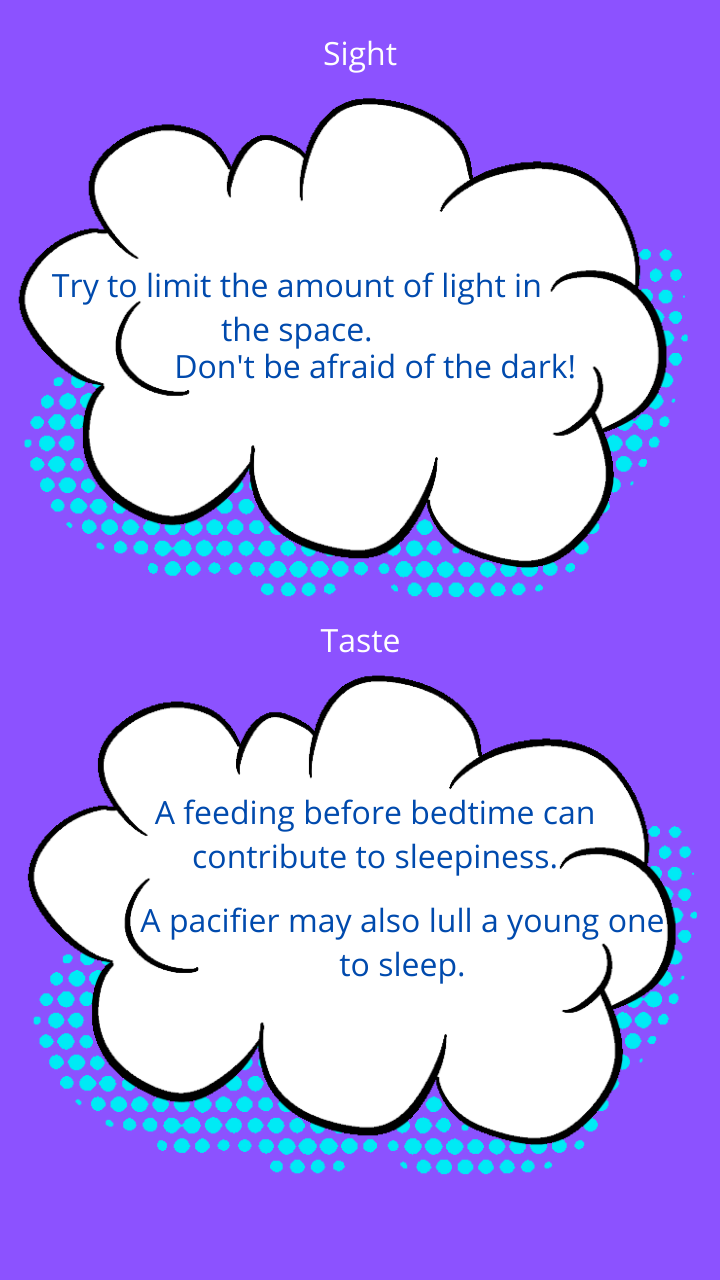 Sight
Try to limit the amount of light in
the space.
Don't be afraid of the dark!
Taste
A feeding before bedtime can
contribute to sleepiness.
A pacifier may also lull a young one
to sleep.